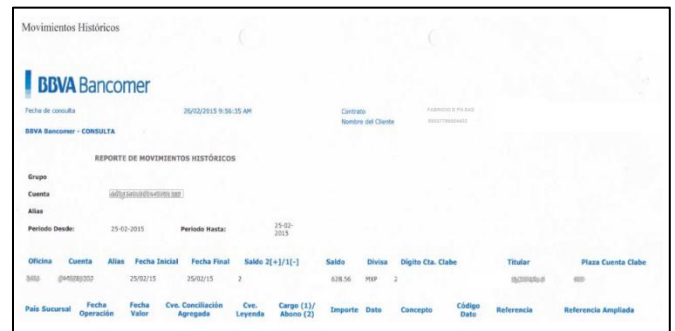 Movimientos Históricos
BBVA Bancomer
Fecha de consulta 26/02/2015 9:56:35 AM Contrato
Nombre del Cliente
BBVA Bancomer - CONSULTA
REPORTE DE MOVIMIENTOS HISTÓRICOS
Grupo
Cuenta
Alias
Periodo Desde: 25-02-2015 Periodo Hasta: 25-02-2015
Oficina Cuenta Alias Fecha Inicial Fecha Final Saldo 2[+]/1[-] Saldo Divisa Dígito Cta. Clabe Titular Plaza Cuenta Clabe
25/02/15 25/02/15 2 628.56 MXP 2
País Sucursal Fecha Operación Fecha Valor Cve. Conciliación Agregada Cve. Leyenda Cargo (1)/ Abono (2) Importe Dato Concepto Código Dato Referencia Referencia Ampliada